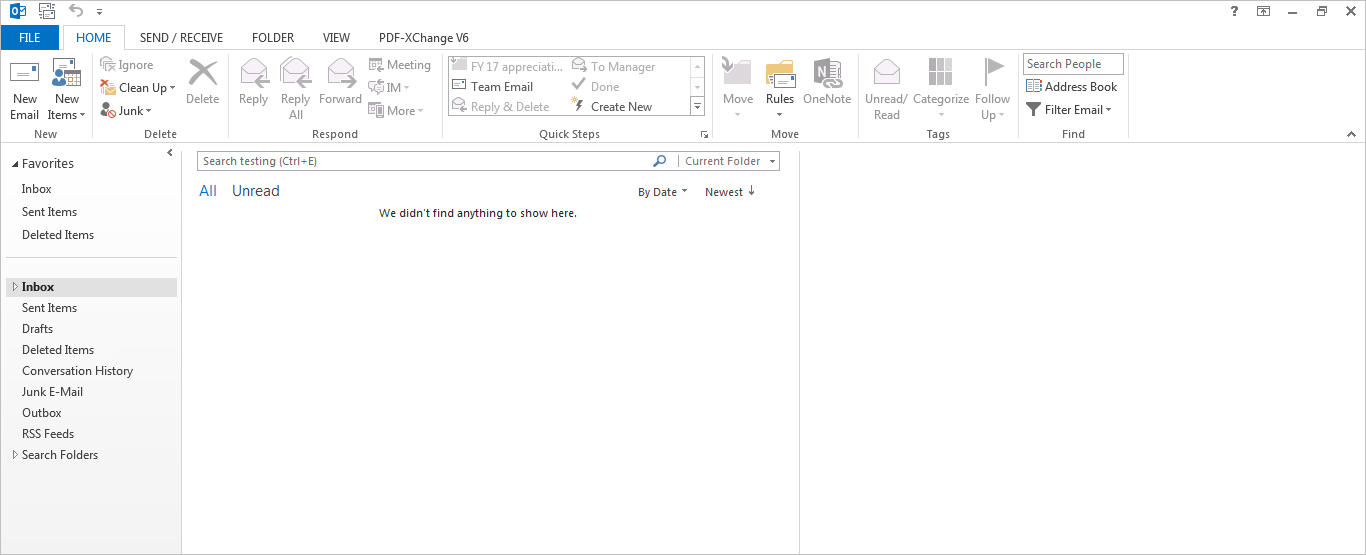 ?
FILE HOME SEND / RECEIVE FOLDER VIEW PDF-XChange V6
New Email
New Items
New
Ignore
Clean Up
Junk
Delete
Delete
Reply
Reply All
Forward
Meeting
IM
More
Respond
FY 17 appreciati...
Team Email
Reply & Delete
To Manager
Done
Create New
Quick Steps
Move
Rules
OneNote
Move
Unread/ Read
Categorize
Follow Up
Tags
Search People
Address Book
Filter Email
Find
Favorites
Inbox
Sent Items
Deleted Items
Inbox
Sent Items
Drafts
Deleted Items
Conversation History
Junk E-Mail
Outbox
RSS Feeds
Search Folders
Search testing (Ctrl+E) Current Folder
All Unread By Date Newest
We didn't find anything to show here.